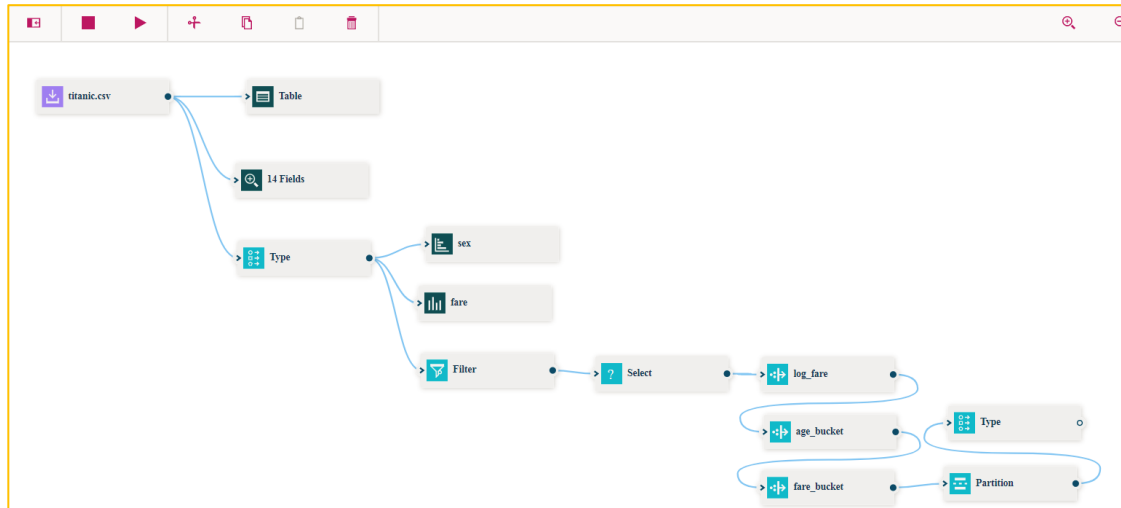 titanic.csv
Table
14 Fields
Type
sex
fare
Filter
?
Select
log_fare
age_bucket
Type
fare_bucket
Partition